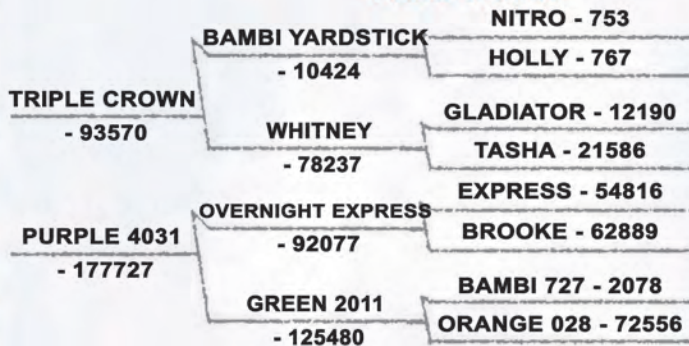 NITRO - 753
BAMBI YARDSTICK
- 10424
HOLLY - 767
TRIPLE CROWN
- 93570
GLADIATOR - 12190
WHITNEY
- 78237
TASHA - 21586
EXPRESS - 54816
OVERNIGHT EXPRESS
- 92077
BROOKE - 62889
PURPLE 4031
- 177727
BAMBI 727 - 2078
GREEN 2011
- 125480
ORANGE 028 - 72556